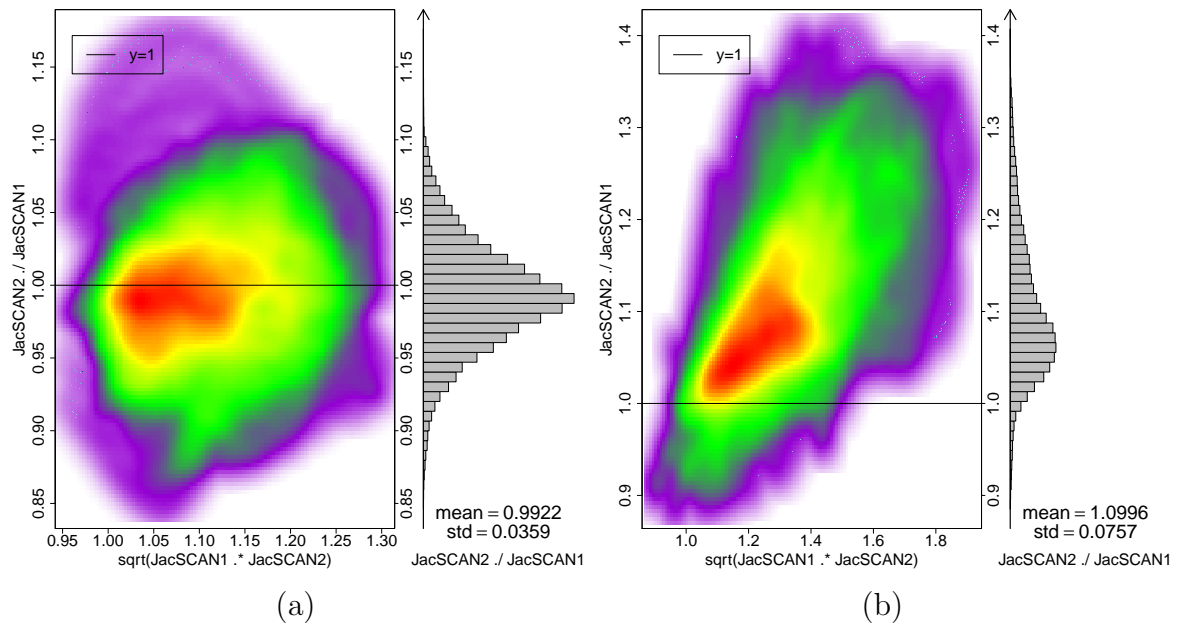 y=1
JacSCAN2 ./ JacSCAN1
0.85 0.90 0.95 1.00 1.05 1.10 1.15
0.95 1.00 1.05 1.10 1.15 1.20 1.25 1.30
sqrt(JacSCAN1 .* JacSCAN2)
0.85 0.90 0.95 1.00 1.05 1.10 1.15
mean = 0.9922
std = 0.0359
JacSCAN2 ./ JacSCAN1
(a)
y=1
JacSCAN2 ./ JacSCAN1
0.9 1.0 1.1 1.2 1.3 1.4
1.0 1.2 1.4 1.6 1.8
sqrt(JacSCAN1 .* JacSCAN2)
0.9 1.0 1.1 1.2 1.3 1.4
mean = 1.0996
std = 0.0757
JacSCAN2 ./ JacSCAN1
(b)